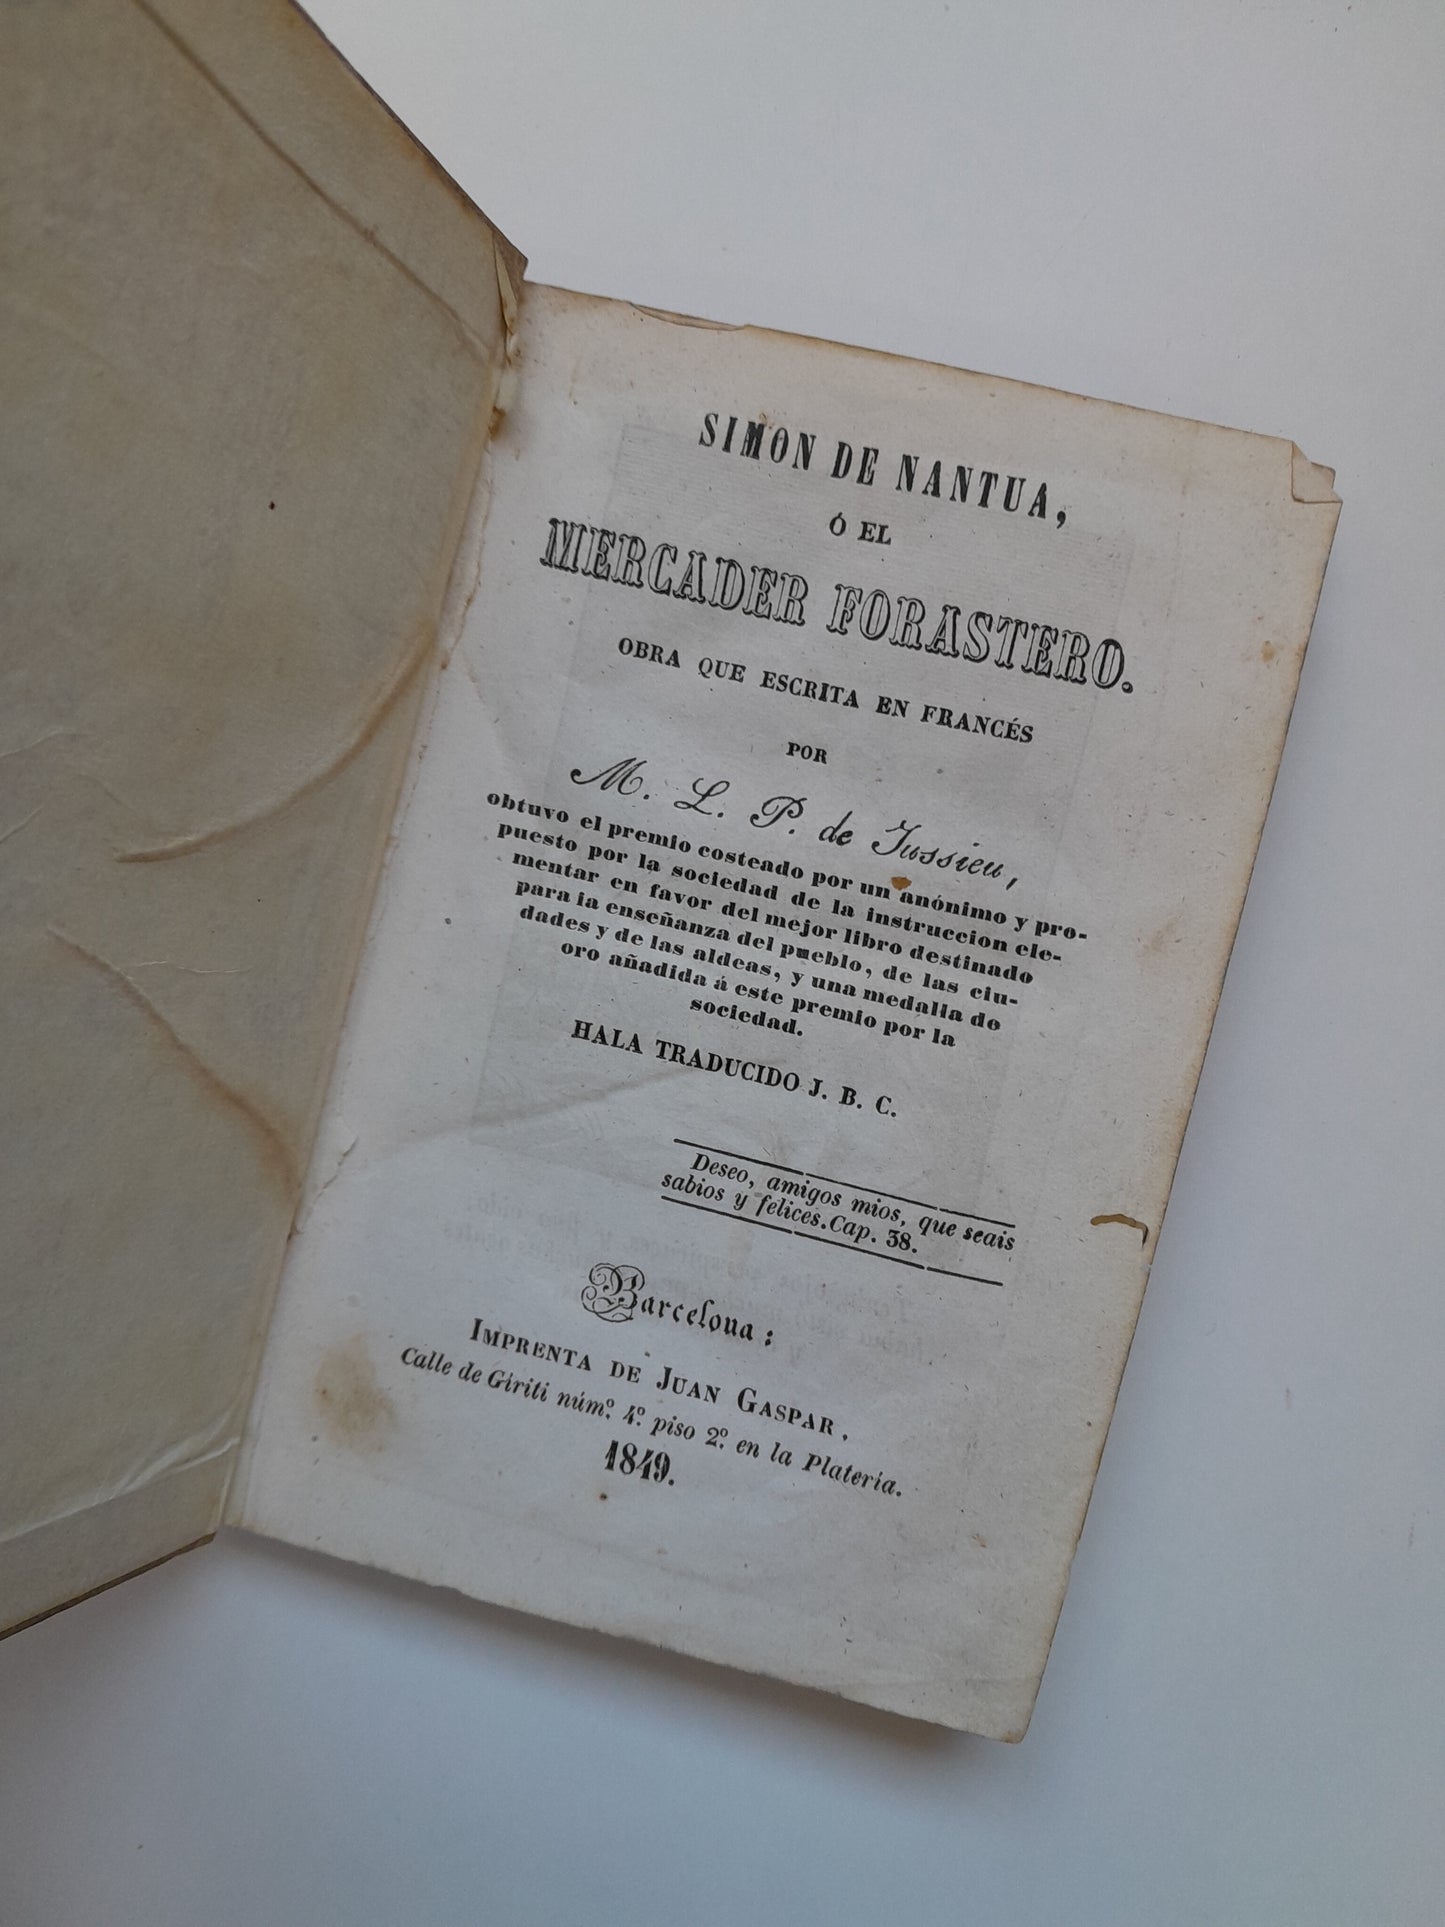 SIMON DE NANTUA,
Ó EL
MERCADER FORASTERO.
OBRA QUE ESCRITA EN FRANCÉS
POR
M. L. P. de Jussieu,
obtuvo el premio costeado por un anónimo y pro-
puesto por la sociedad de la instruccion ele-
mentar en favor del mejor libro destinado
para la enseñanza del pueblo, de las ciu-
dades y de las aldeas, y una medalla de
oro añadida á este premio por la
sociedad.
HALA TRADUCIDO J. B. C.
Deseo, amigos mios, que seais
sabios y felices. Cap. 38.
Barcelona:
IMPRENTA DE JUAN GASPAR.
Calle de Giriti núm.º 4.º piso 2.º en la Plateria.
1849.